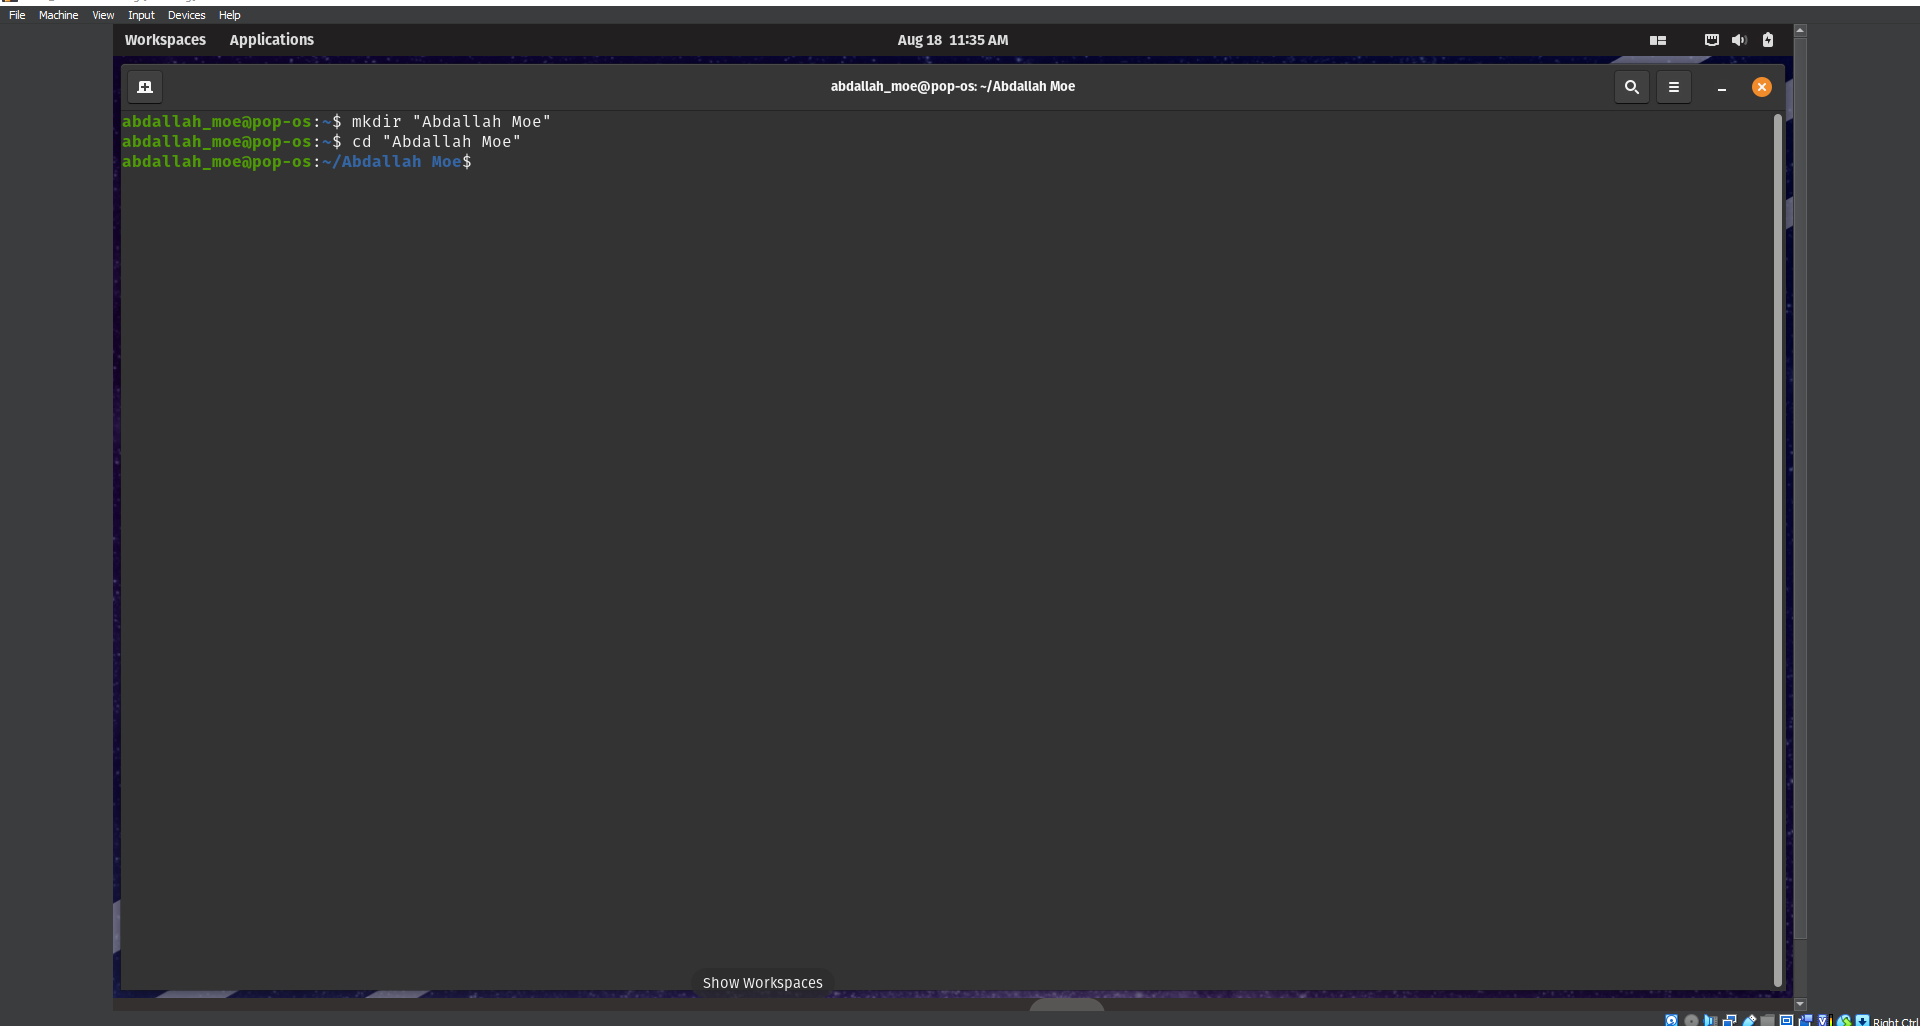 File Machine View Input Devices Help
Workspaces Applications Aug 18 11:35 AM
abdallah_moe@pop-os: ~/Abdallah Moe
abdallah_moe@pop-os:~$ mkdir "Abdallah Moe"
abdallah_moe@pop-os:~$ cd "Abdallah Moe"
abdallah_moe@pop-os:~/Abdallah Moe$
Show Workspaces
Right Ctrl